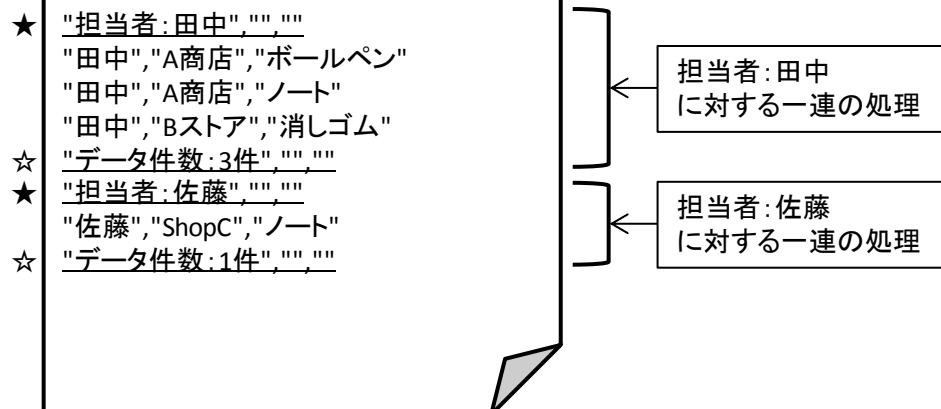 ★ "担当者:田中","",""
"田中","A商店","ボールペン"
"田中","A商店","ノート"
"田中","Bストア","消しゴム"
☆ "データ件数:3件","",""
★ "担当者:佐藤","",""
"佐藤","ShopC","ノート"
☆ "データ件数:1件","",""
担当者:田中
に対する一連の処理
担当者:佐藤
に対する一連の処理